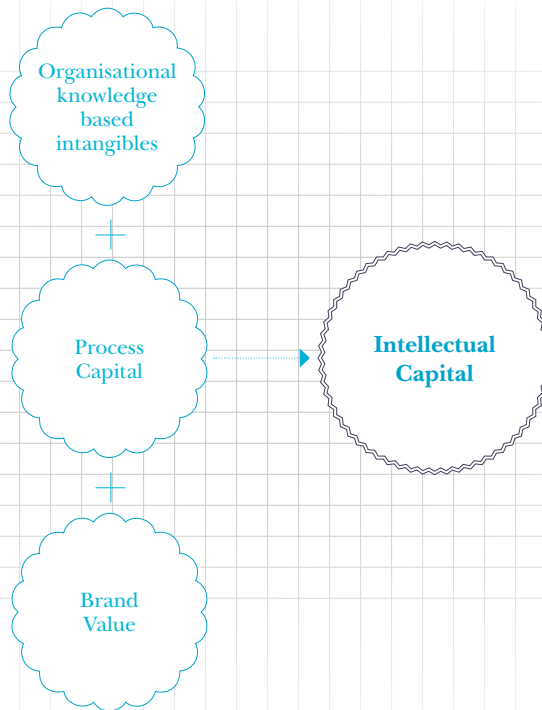 Organisational
knowledge
based
intangibles
+
Process
Capital
Intellectual
Capital
+
Brand
Value